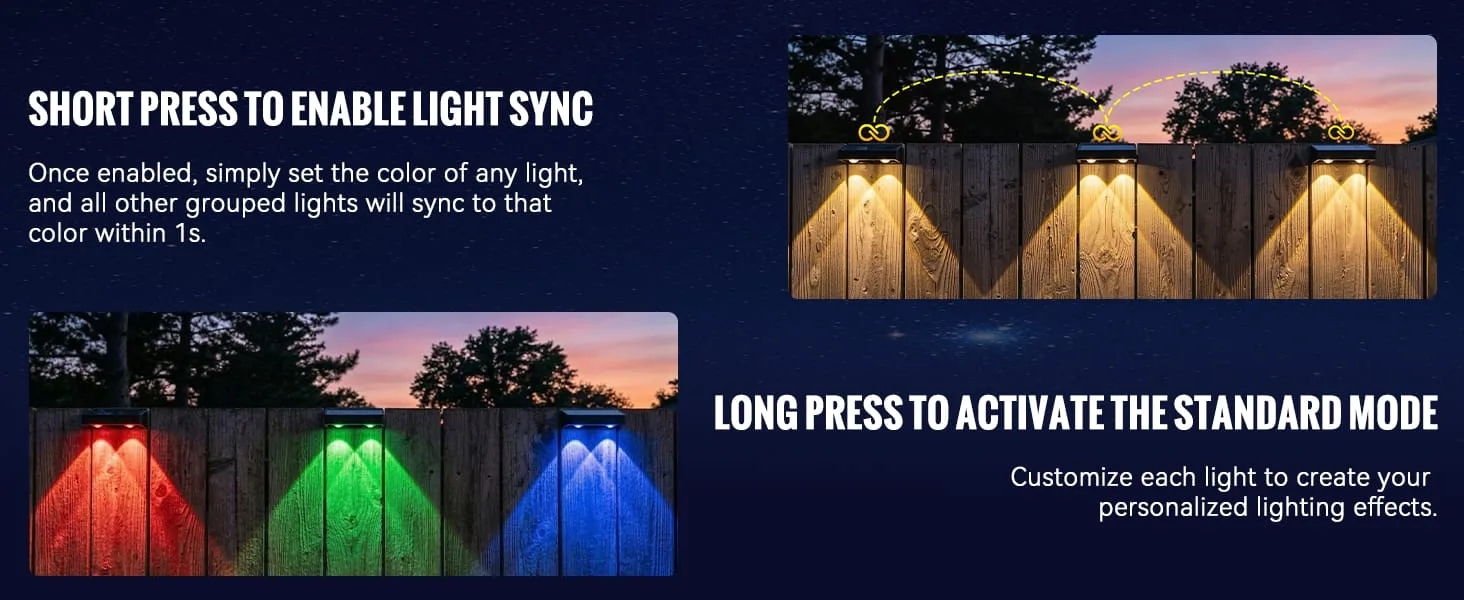 SHORT PRESS TO ENABLE LIGHT SYNC
Once enabled, simply set the color of any light,
and all other grouped lights will sync to that
color within 1s.
LONG PRESS TO ACTIVATE THE STANDARD MODE
Customize each light to create your
personalized lighting effects.